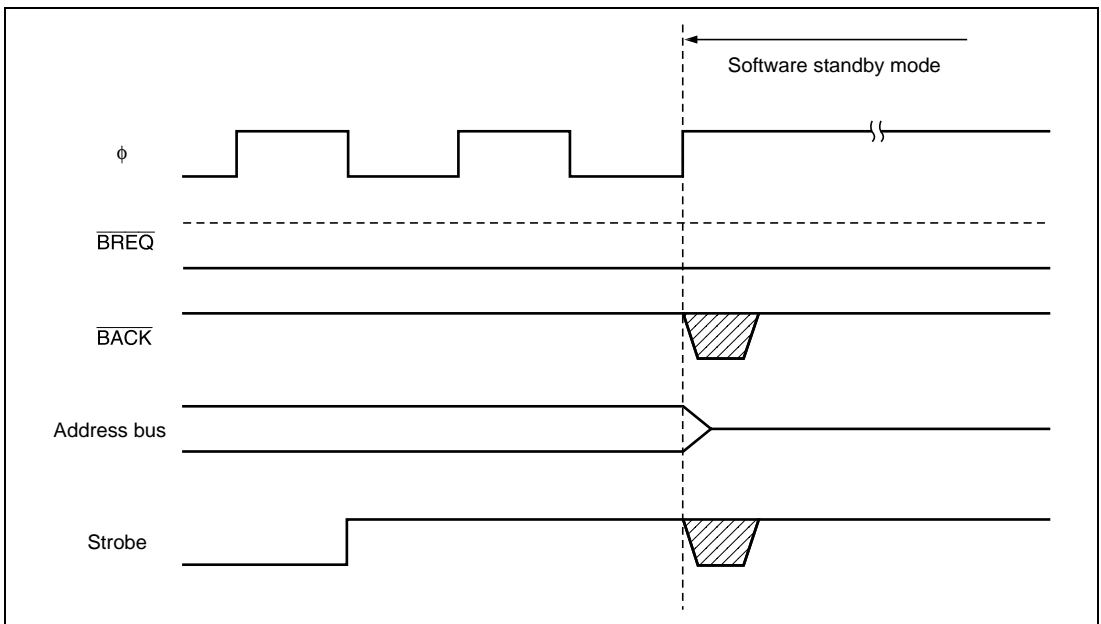 Software standby mode
φ
BREQ
BACK
Address bus
Strobe